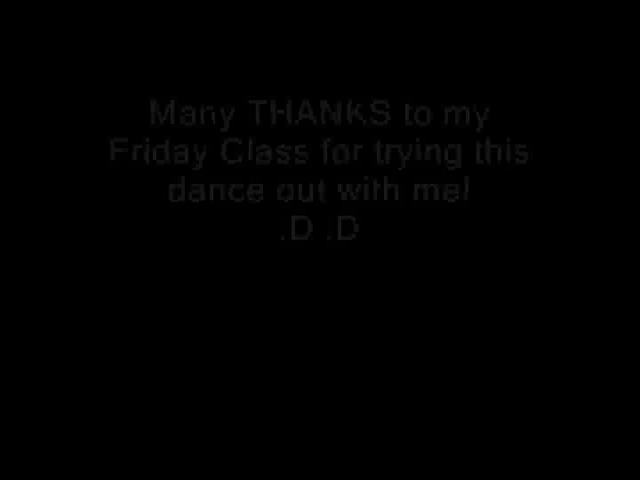 Many THANKS to my
Friday Class for trying this
dance out with me!
:D :D